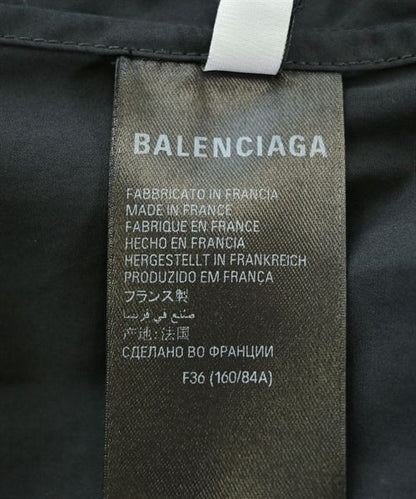 BALENCIAGA
FABBRICATO IN FRANCIA
MADE IN FRANCE
FABRIQUE EN FRANCE
HECHO EN FRANCIA
HERGESTELLT IN FRANKREICH
PRODUZIDO EM FRANÇA
フランス製
صنع في فرنسا
产地: 法国
СДЕЛАНО ВО ФРАНЦИИ
F36 (160/84A)